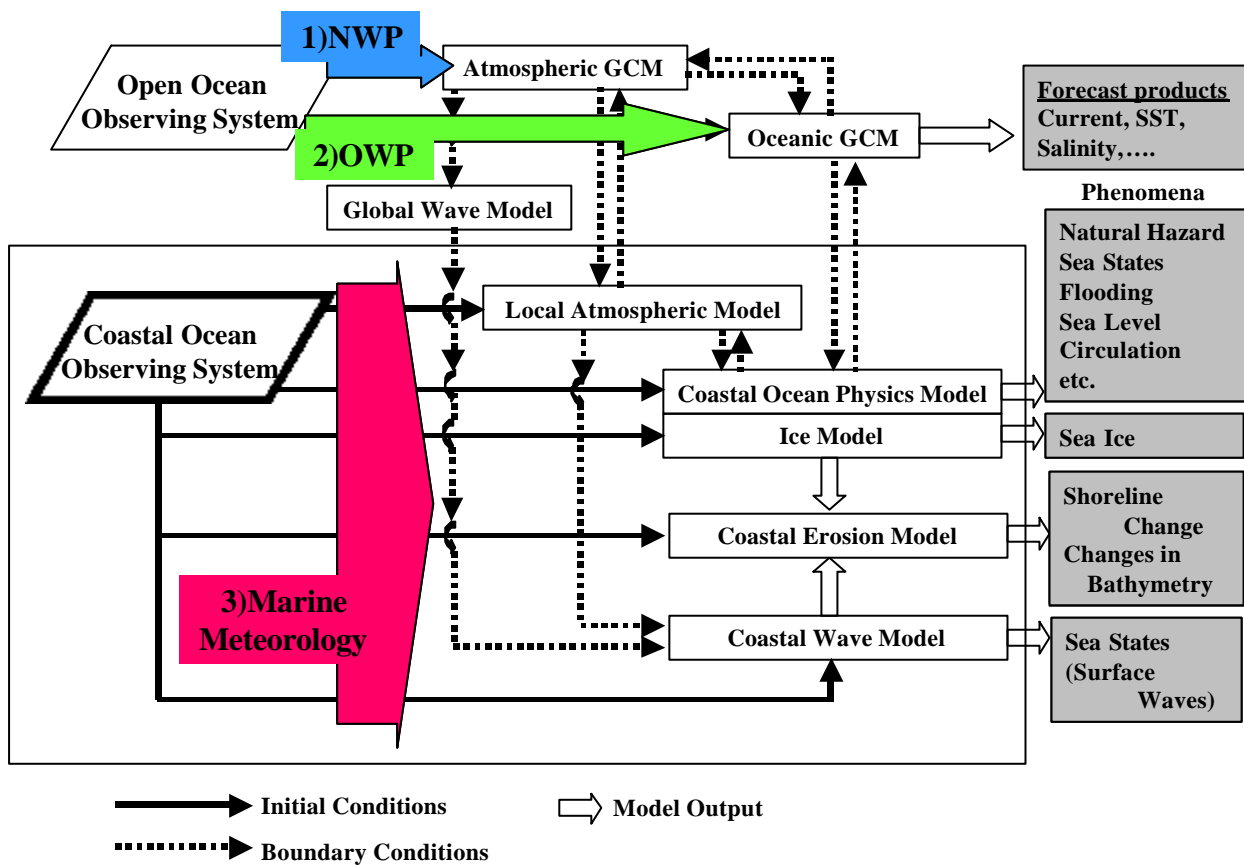 1)NWP
Open Ocean
Observing System
Atmospheric GCM
2)OWP
Oceanic GCM
Forecast products
Current, SST,
Salinity,….
Phenomena
Global Wave Model
Natural Hazard
Sea States
Flooding
Sea Level
Circulation
etc.
Coastal Ocean
Observing System
Local Atmospheric Model
Coastal Ocean Physics Model
Ice Model
Sea Ice
Coastal Erosion Model
Shoreline
Change
Changes in
Bathymetry
3)Marine
Meteorology
Coastal Wave Model
Sea States
(Surface
Waves)
Initial Conditions
Model Output
Boundary Conditions